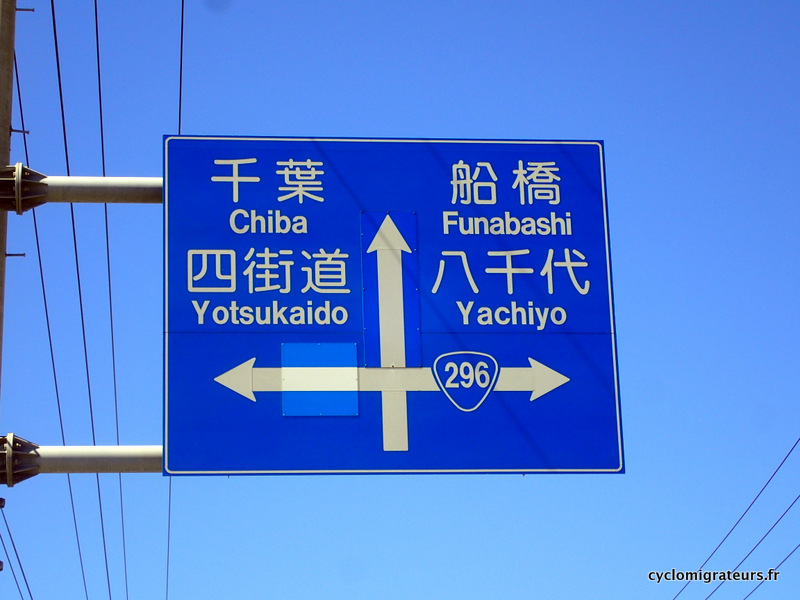 千葉
Chiba
四街道
Yotsukaido
船橋
Funabashi
八千代
Yachiyo
296
cyclomigrateurs.fr